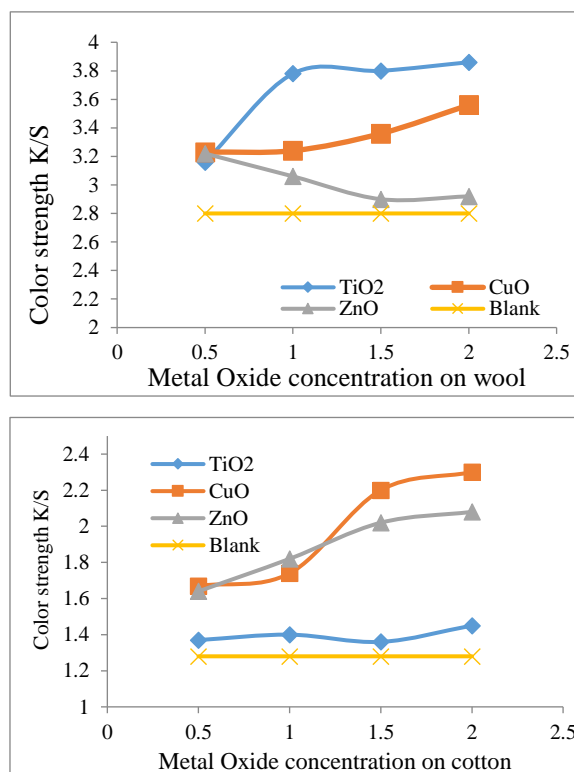 4
3.8
3.6
3.4
3.2
3
2.8
2.6
2.4
2.2
2
Color strength K/S
TiO2 CuO
ZnO Blank
0 0.5 1 1.5 2 2.5
Metal Oxide concentration on wool
2.4
2.2
2
1.8
1.6
1.4
1.2
1
Color strength K/S
TiO2
CuO
ZnO
Blank
0 0.5 1 1.5 2 2.5
Metal Oxide concentration on cotton